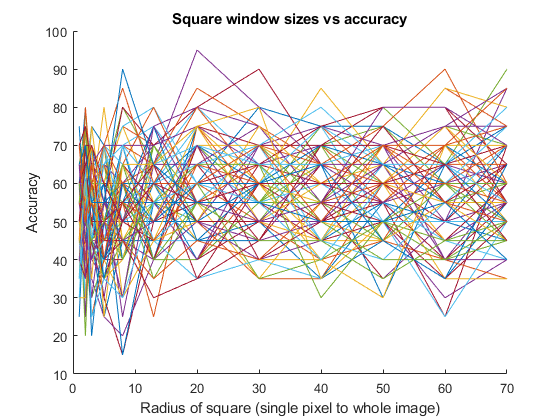 Square window sizes vs accuracy
100
90
80
70
60
50
40
30
20
10
Accuracy
0 10 20 30 40 50 60 70
Radius of square (single pixel to whole image)